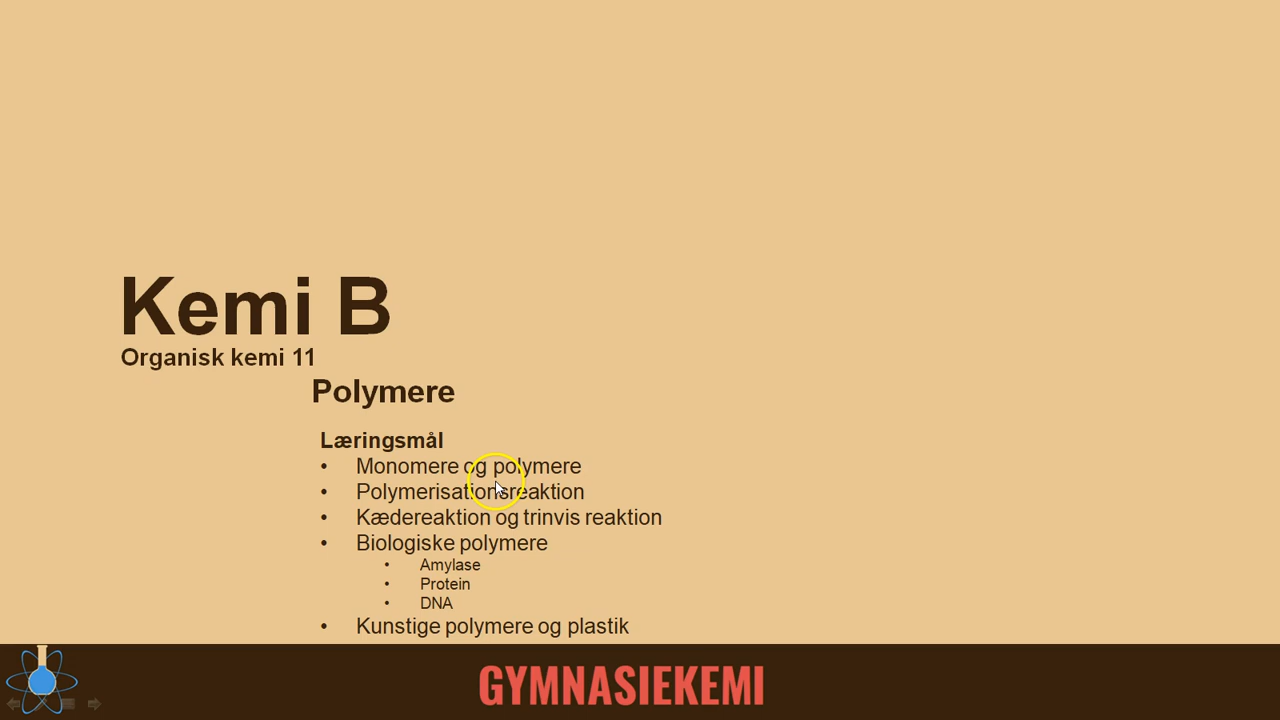 Kemi B
Organisk kemi 11
Polymere
Læringsmål
• Monomere og polymere
• Polymerisationsreaktion
• Kædereaktion og trinvis reaktion
• Biologiske polymere
• Amylase
• Protein
• DNA
• Kunstige polymere og plastik
GYMNASIEKEMI